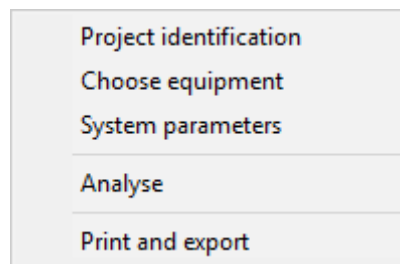 Project identification
Choose equipment
System parameters
Analyse
Print and export